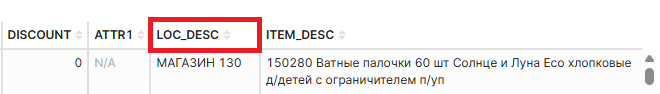 DISCOUNT ATTR1 LOC_DESC ITEM_DESC
0 N/A МАГАЗИН 130 150280 Ватные палочки 60 шт Солнце и Луна Eco хлопковые
д/детей с ограничителем п/уп